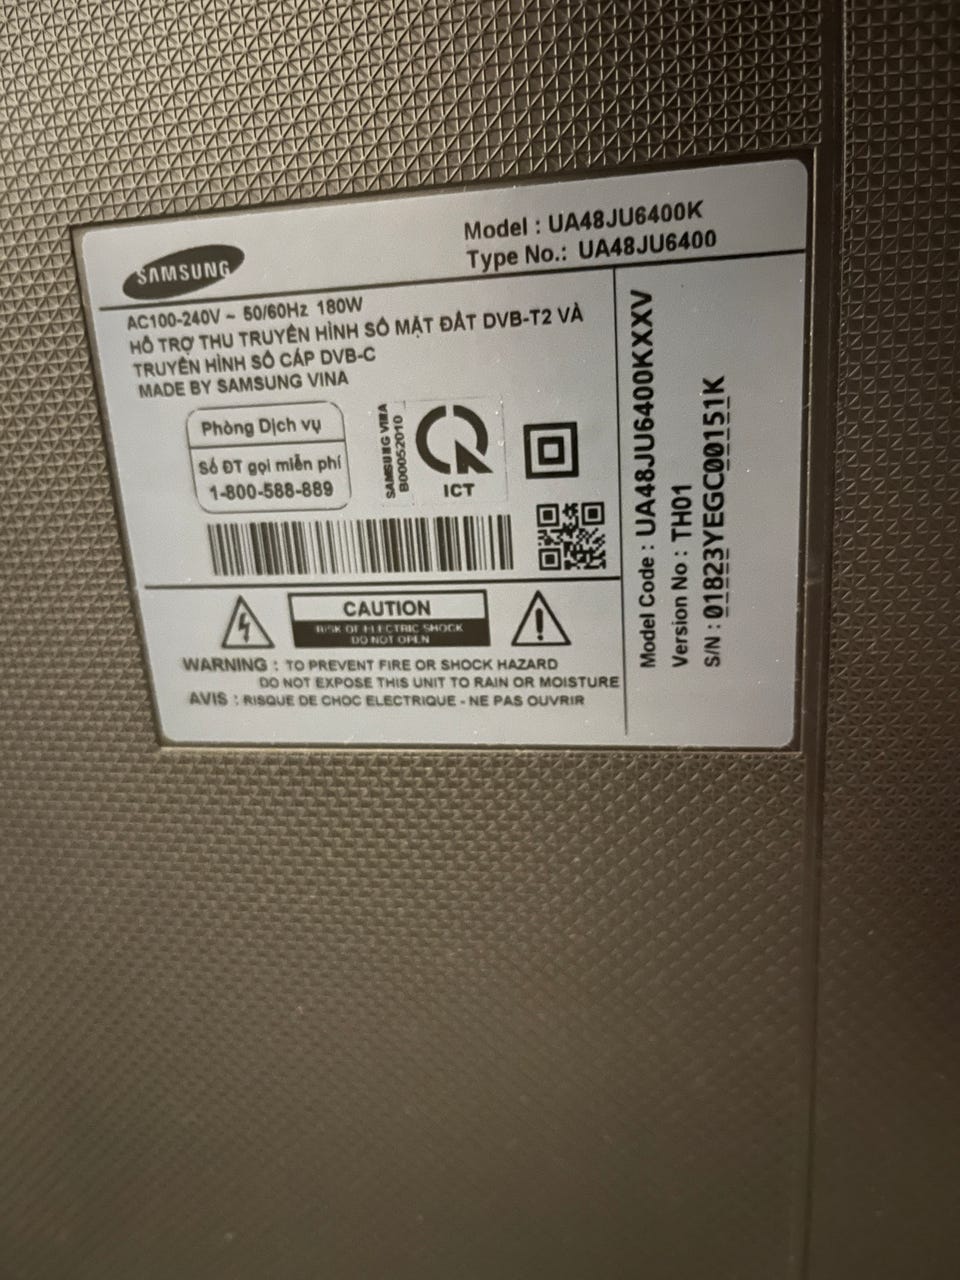 SAMSUNG
Model : UA48JU6400K
Type No.: UA48JU6400
AC100-240V ~ 50/60Hz 180W
HỖ TRỢ THU TRUYỀN HÌNH SỐ MẶT ĐẤT DVB-T2 VÀ
TRUYỀN HÌNH SỐ CÁP DVB-C
MADE BY SAMSUNG VINA
Phòng Dịch vụ
Số ĐT gọi miễn phí
1-800-588-889
SAMSUNG VINA
B00052010
ICT
CAUTION
RISK OF ELECTRIC SHOCK
DO NOT OPEN
WARNING : TO PREVENT FIRE OR SHOCK HAZARD
DO NOT EXPOSE THIS UNIT TO RAIN OR MOISTURE
AVIS : RISQUE DE CHOC ELECTRIQUE - NE PAS OUVRIR
Model Code : UA48JU6400KXXV
Version No : TH01
S/N : 01823YEGC00151K